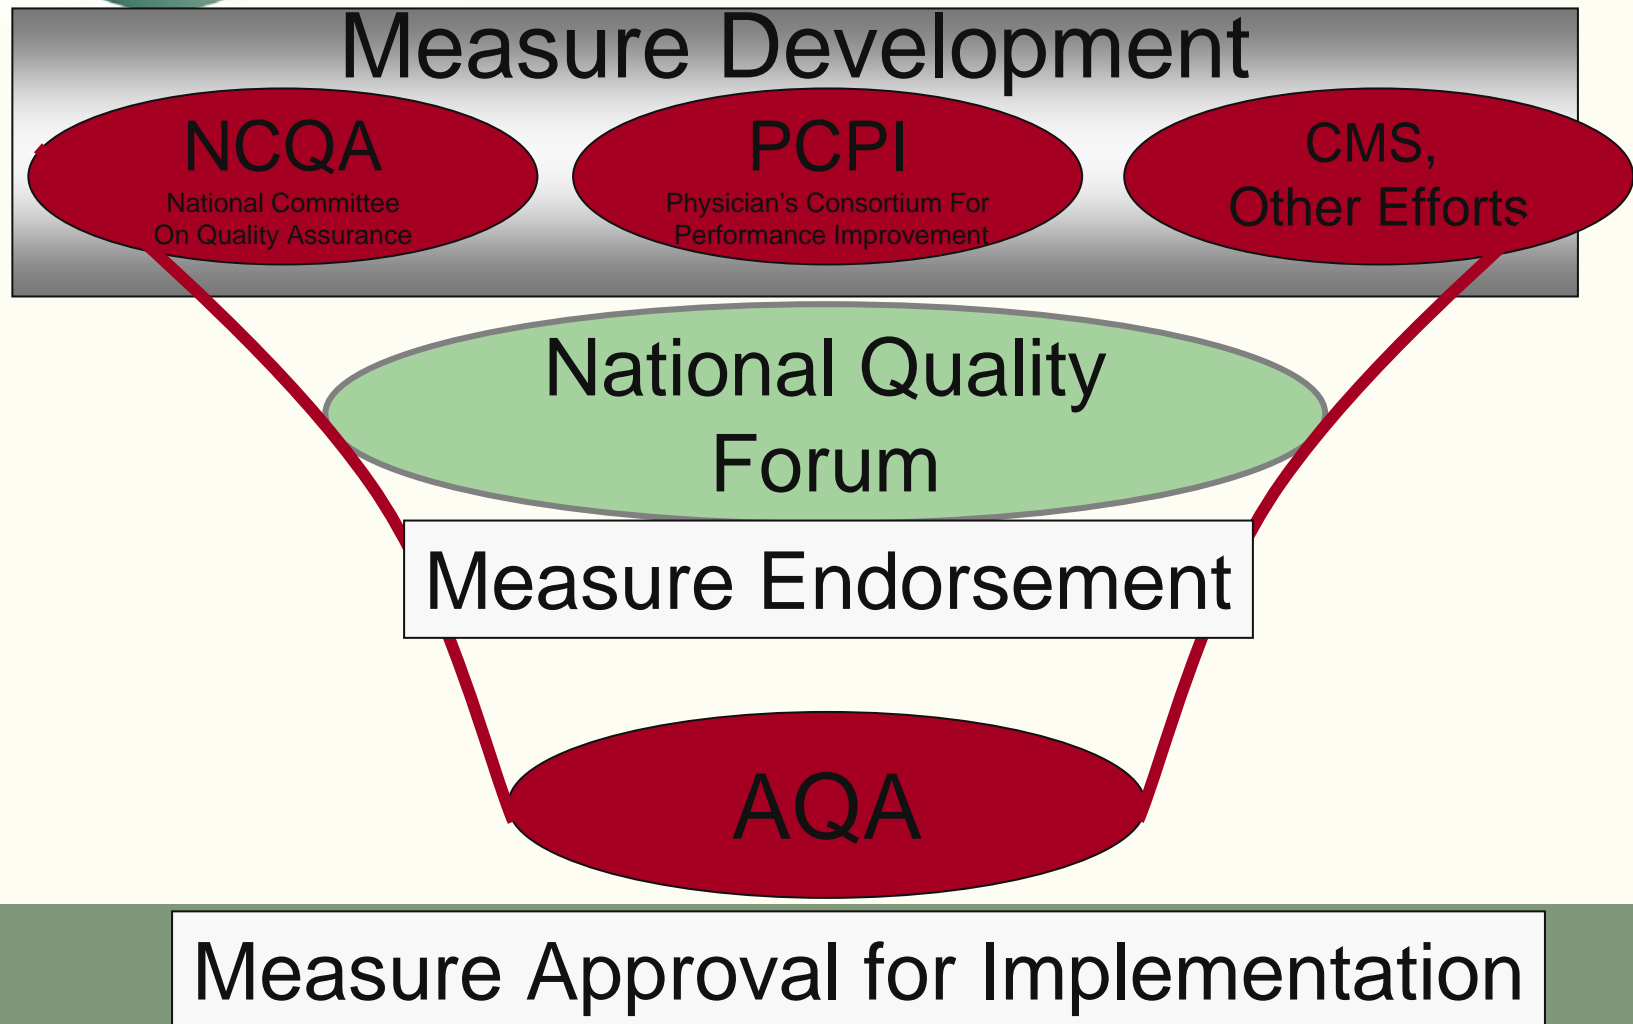 Measure Development
NCQA
National Committee
On Quality Assurance
PCPI
Physician's Consortium For
Performance Improvement
CMS,
Other Efforts
National Quality
Forum
Measure Endorsement
AQA
Measure Approval for Implementation